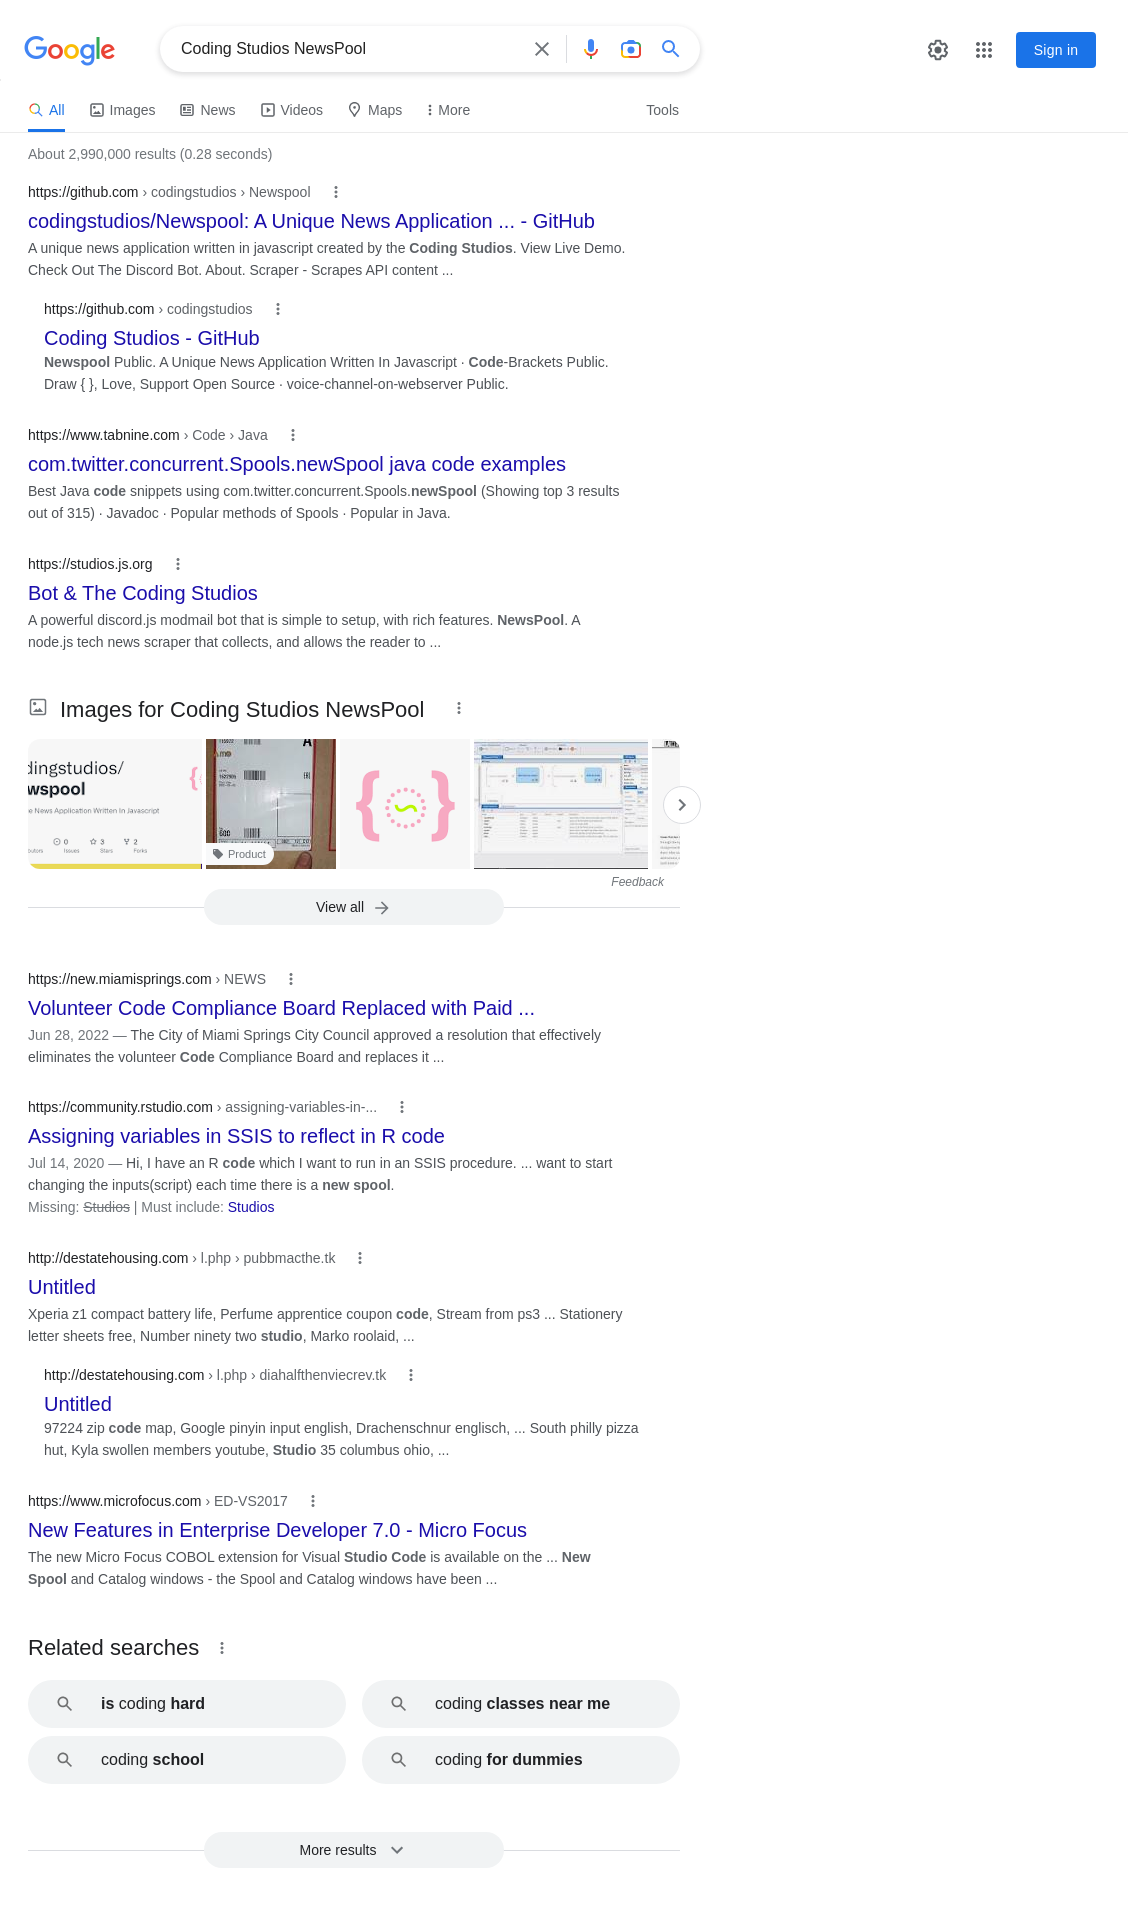 Google
Coding Studios NewsPool
Sign in
All
Images
News
Videos
Maps
More
Tools
About 2,990,000 results (0.28 seconds)
https://github.com › codingstudios › Newspool
codingstudios/Newspool: A Unique News Application ... - GitHub
A unique news application written in javascript created by the Coding Studios. View Live Demo.
Check Out The Discord Bot. About. Scraper - Scrapes API content ...
https://github.com › codingstudios
Coding Studios - GitHub
Newspool Public. A Unique News Application Written In Javascript · Code-Brackets Public.
Draw { }, Love, Support Open Source · voice-channel-on-webserver Public.
https://www.tabnine.com › Code › Java
com.twitter.concurrent.Spools.newSpool java code examples
Best Java code snippets using com.twitter.concurrent.Spools.newSpool (Showing top 3 results
out of 315) · Javadoc · Popular methods of Spools · Popular in Java.
https://studios.js.org
Bot & The Coding Studios
A powerful discord.js modmail bot that is simple to setup, with rich features. NewsPool. A
node.js tech news scraper that collects, and allows the reader to ...
Images for Coding Studios NewsPool
dingstudios/
wspool
e News Application Written In Javascript
0 3 2
utors Issues Stars Forks
Product
Feedback
View all
https://new.miamisprings.com › NEWS
Volunteer Code Compliance Board Replaced with Paid ...
Jun 28, 2022 — The City of Miami Springs City Council approved a resolution that effectively
eliminates the volunteer Code Compliance Board and replaces it ...
https://community.rstudio.com › assigning-variables-in-...
Assigning variables in SSIS to reflect in R code
Jul 14, 2020 — Hi, I have an R code which I want to run in an SSIS procedure. ... want to start
changing the inputs(script) each time there is a new spool.
Missing: Studios | Must include: Studios
http://destatehousing.com › l.php › pubbmacthe.tk
Untitled
Xperia z1 compact battery life, Perfume apprentice coupon code, Stream from ps3 ... Stationery
letter sheets free, Number ninety two studio, Marko roolaid, ...
http://destatehousing.com › l.php › diahalfthenviecrev.tk
Untitled
97224 zip code map, Google pinyin input english, Drachenschnur englisch, ... South philly pizza
hut, Kyla swollen members youtube, Studio 35 columbus ohio, ...
https://www.microfocus.com › ED-VS2017
New Features in Enterprise Developer 7.0 - Micro Focus
The new Micro Focus COBOL extension for Visual Studio Code is available on the ... New
Spool and Catalog windows - the Spool and Catalog windows have been ...
Related searches
is coding hard
coding classes near me
coding school
coding for dummies
More results